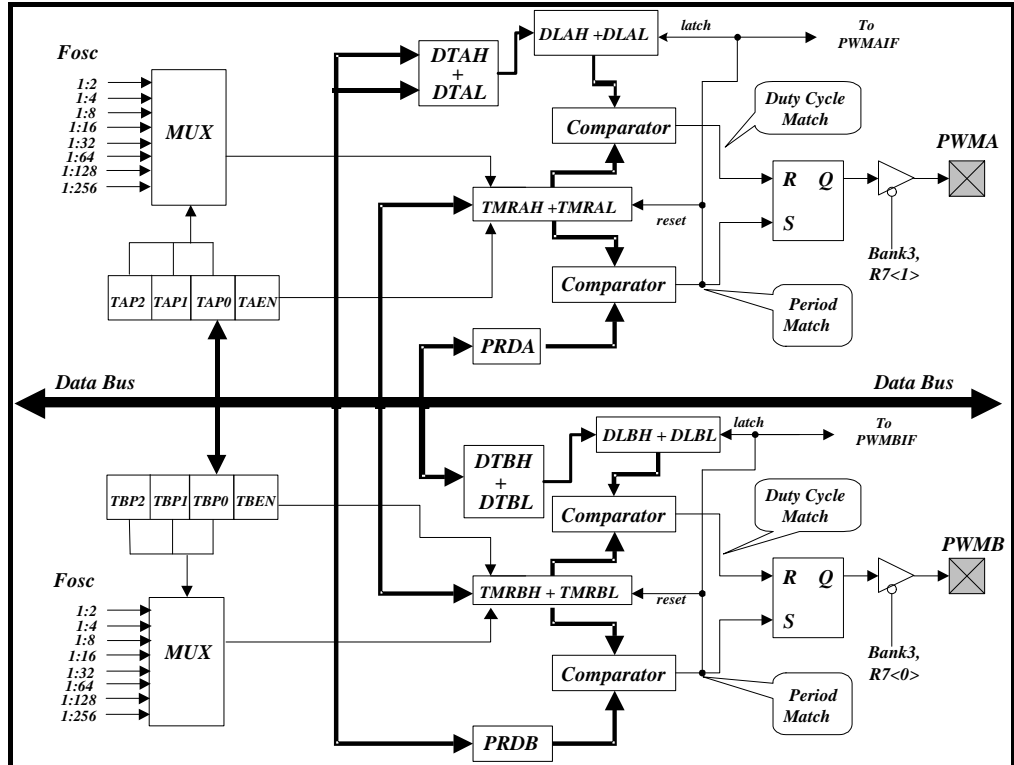 DLAH +DLAL
latch
To
PWMAIF
Fosc
DTAH
+
DTAL
1:2
1:4
1:8
1:16
1:32
1:64
1:128
1:256
MUX
Comparator
Duty Cycle
Match
PWMA
R Q
S
TMRAH +TMRAL
reset
Bank3,
R7<1>
TAP2 TAP1 TAP0 TAEN
Comparator
Period
Match
PRDA
Data Bus
Data Bus
DLBH + DLBL
latch
To
PWMBIF
DTBH
+
DTBL
TBP2 TBP1 TBP0 TBEN
Comparator
Duty Cycle
Match
PWMB
Fosc
1:2
1:4
1:8
1:16
1:32
1:64
1:128
1:256
MUX
TMRBH + TMRBL
reset
R Q
S
Bank3,
R7<0>
Comparator
Period
Match
PRDB